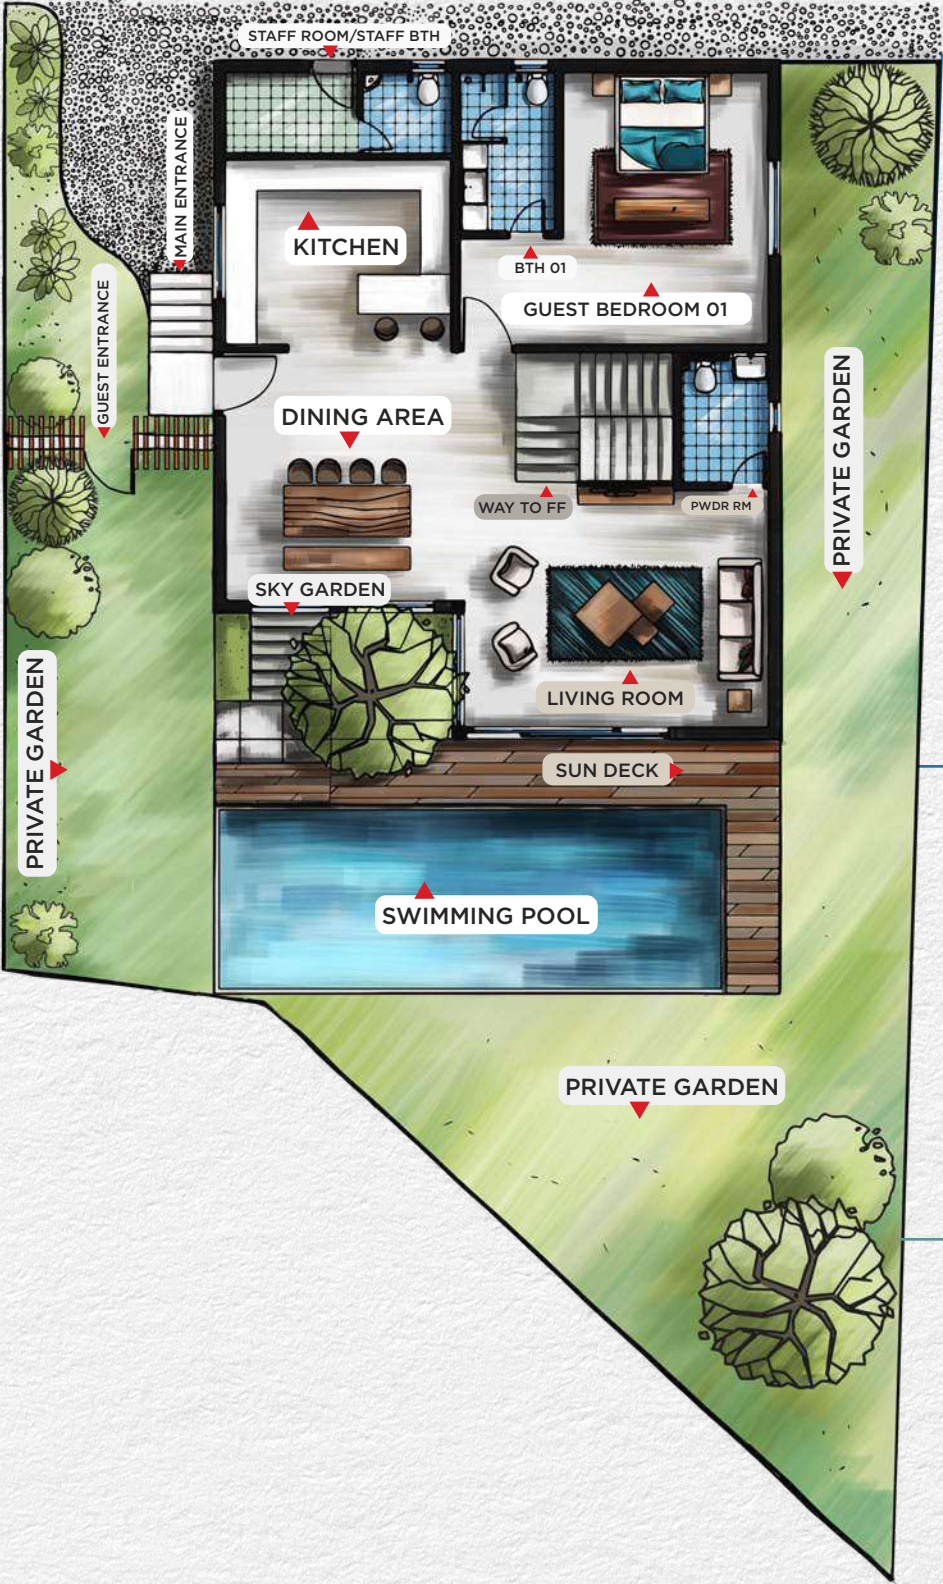 STAFF ROOM/STAFF BTH
MAIN ENTRANCE
KITCHEN
BTH 01
GUEST BEDROOM 01
GUEST ENTRANCE
DINING AREA
PRIVATE GARDEN
WAY TO FF
PWDR RM
SKY GARDEN
LIVING ROOM
PRIVATE GARDEN
SUN DECK
SWIMMING POOL
PRIVATE GARDEN